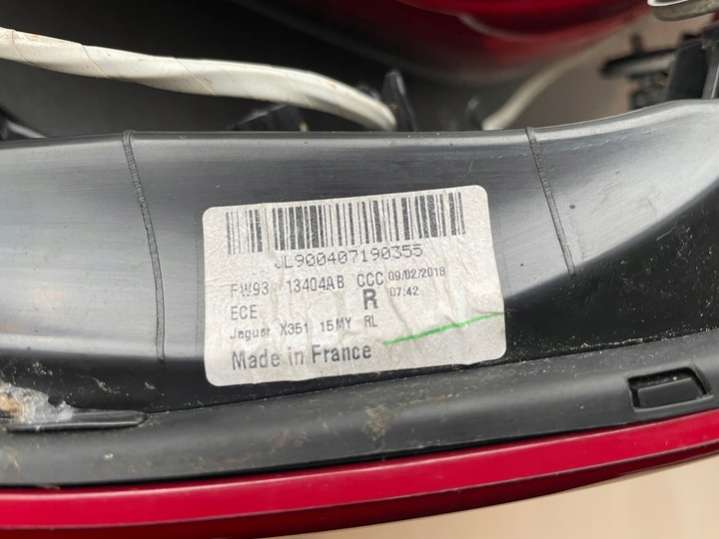 JL900407190355
FW93 13404AB CCC 09/02/2018
ECE R 07:42
Jaguar X351 15MY RL
Made in France